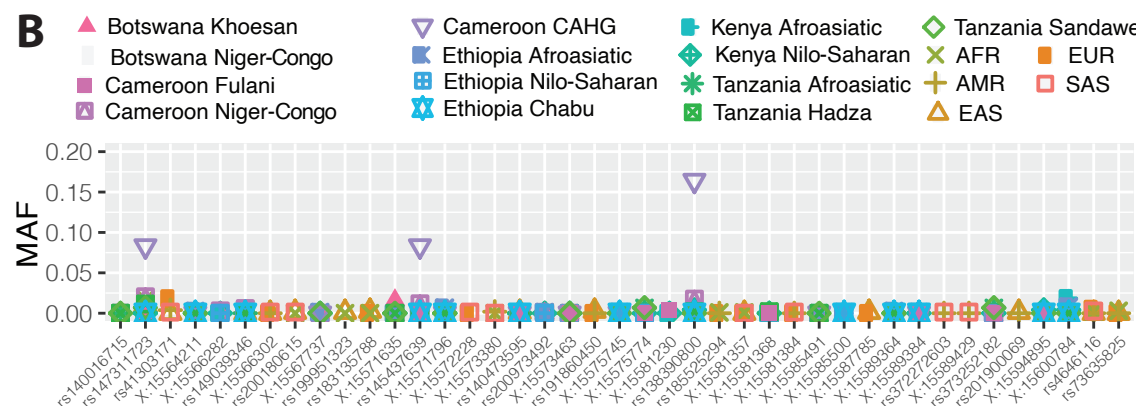 B
Botswana Khoesan
Botswana Niger-Congo
Cameroon Fulani
Cameroon Niger-Congo
Cameroon CAHG
Ethiopia Afroasiatic
Ethiopia Nilo-Saharan
Ethiopia Chabu
Kenya Afroasiatic
Kenya Nilo-Saharan
Tanzania Afroasiatic
Tanzania Hadza
Tanzania Sandawe
AFR
AMR
EAS
EUR
SAS
MAF
0.20
0.15
0.10
0.05
0.00
rs140016715
rs147311723
rs41303171
X:15564211
X:15566282
rs149039346
X:15566302
rs200180615
X:15567737
rs199951323
rs183135788
X:15571635
rs145437639
X:15571796
X:15572228
X:15573380
rs140473595
rs200973492
X:15573463
rs191860450
X:15575745
X:15575774
X:15581230
rs138390800
rs185525294
X:15581357
X:15581368
X:15581384
X:15585491
X:15585500
X:15587785
X:15589364
X:15589384
rs372272603
X:15589429
rs373252182
rs201900069
X:15594895
X:15600784
rs4646116
rs73635825